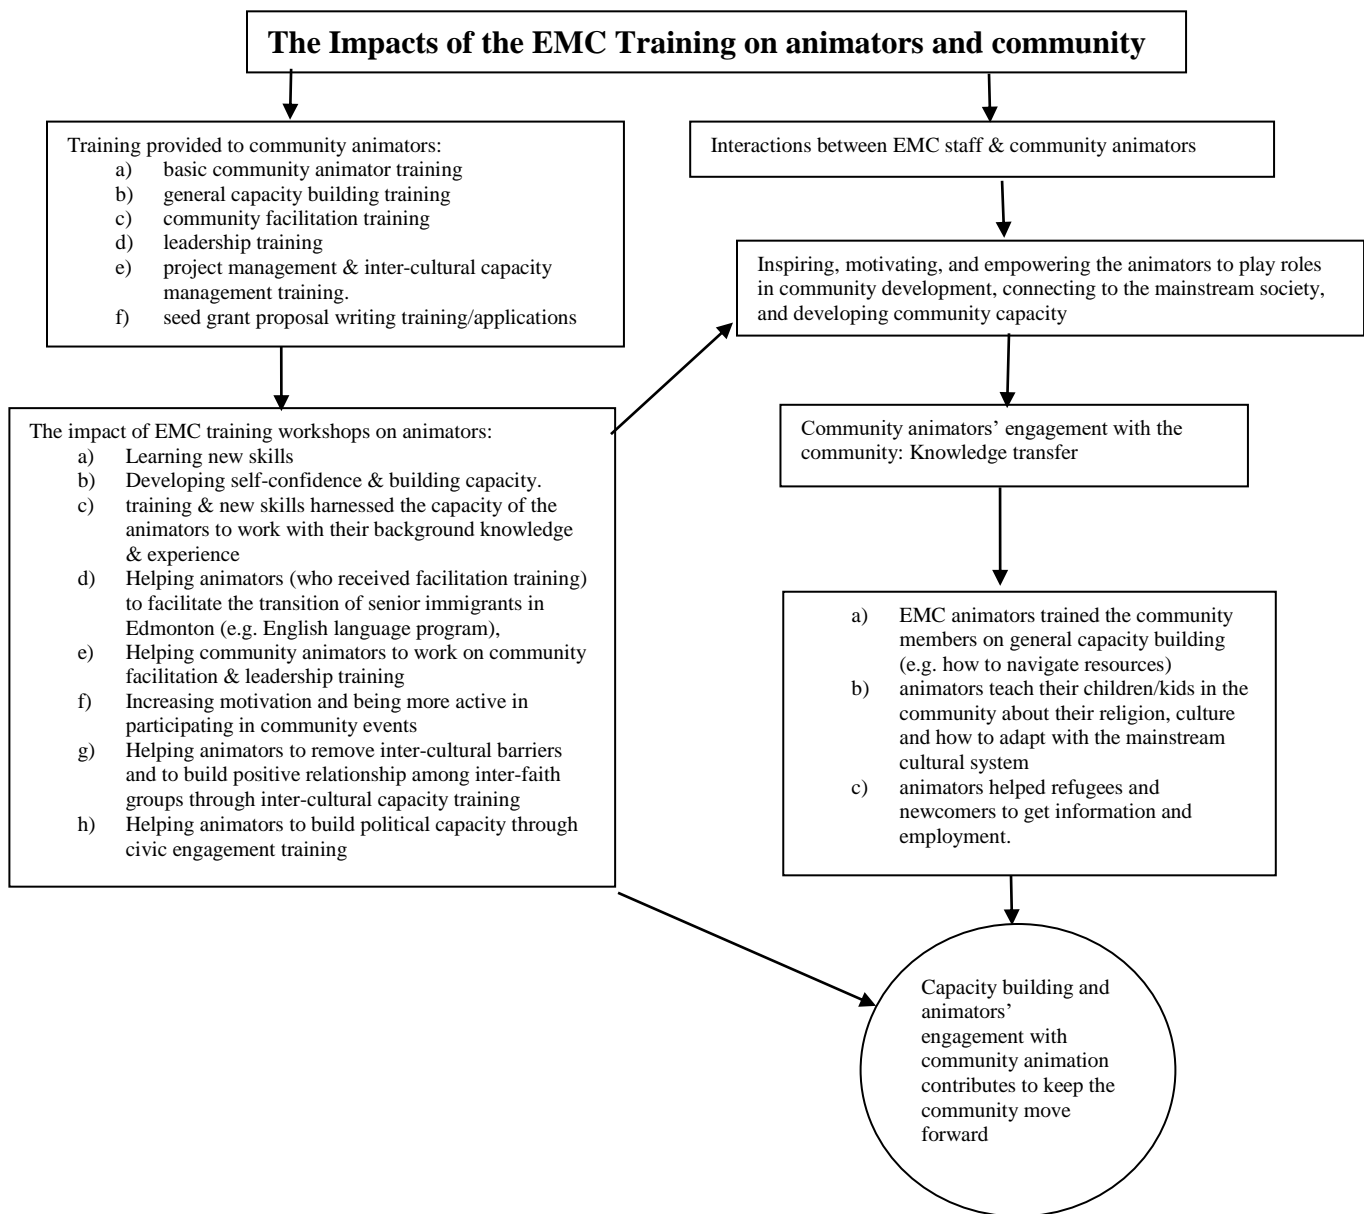 The Impacts of the EMC Training on animators and community
Training provided to community animators:
a) basic community animator training
b) general capacity building training
c) community facilitation training
d) leadership training
e) project management & inter-cultural capacity
management training.
f) seed grant proposal writing training/applications
The impact of EMC training workshops on animators:
a) Learning new skills
b) Developing self-confidence & building capacity.
c) training & new skills harnessed the capacity of the
animators to work with their background knowledge
& experience
d) Helping animators (who received facilitation training)
to facilitate the transition of senior immigrants in
Edmonton (e.g. English language program),
e) Helping community animators to work on community
facilitation & leadership training
f) Increasing motivation and being more active in
participating in community events
g) Helping animators to remove inter-cultural barriers
and to build positive relationship among inter-faith
groups through inter-cultural capacity training
h) Helping animators to build political capacity through
civic engagement training
Interactions between EMC staff & community animators
Inspiring, motivating, and empowering the animators to play roles
in community development, connecting to the mainstream society,
and developing community capacity
Community animators’ engagement with the
community: Knowledge transfer
a) EMC animators trained the community
members on general capacity building
(e.g. how to navigate resources)
b) animators teach their children/kids in the
community about their religion, culture
and how to adapt with the mainstream
cultural system
c) animators helped refugees and
newcomers to get information and
employment.
Capacity building and
animators’
engagement with
community animation
contributes to keep the
community move
forward